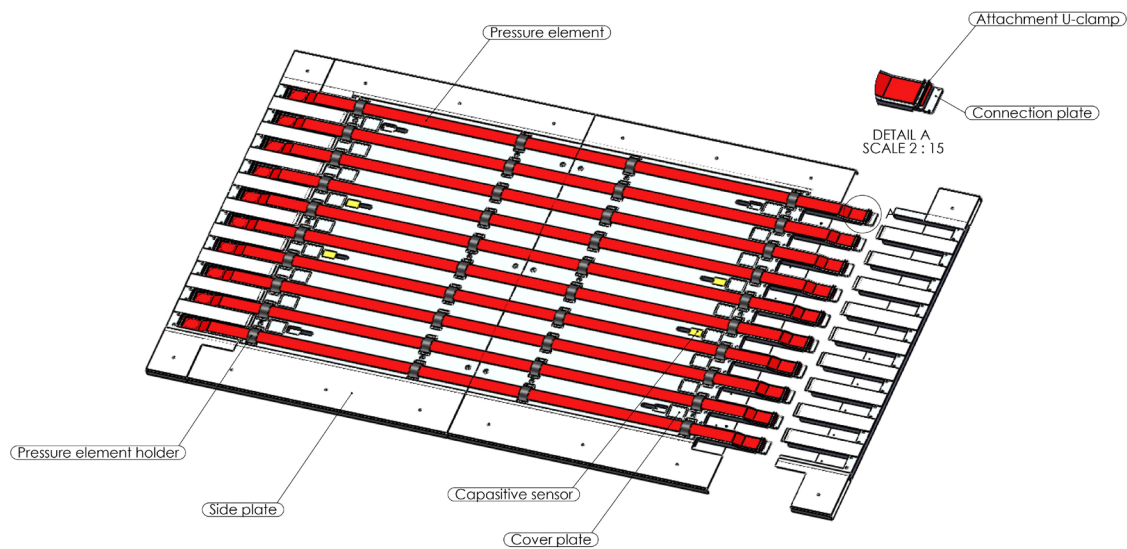 Attachment U-clamp
Pressure element
Connection plate
DETAIL A
SCALE 2 : 15
A
Pressure element holder
Capasitive sensor
Side plate
Cover plate